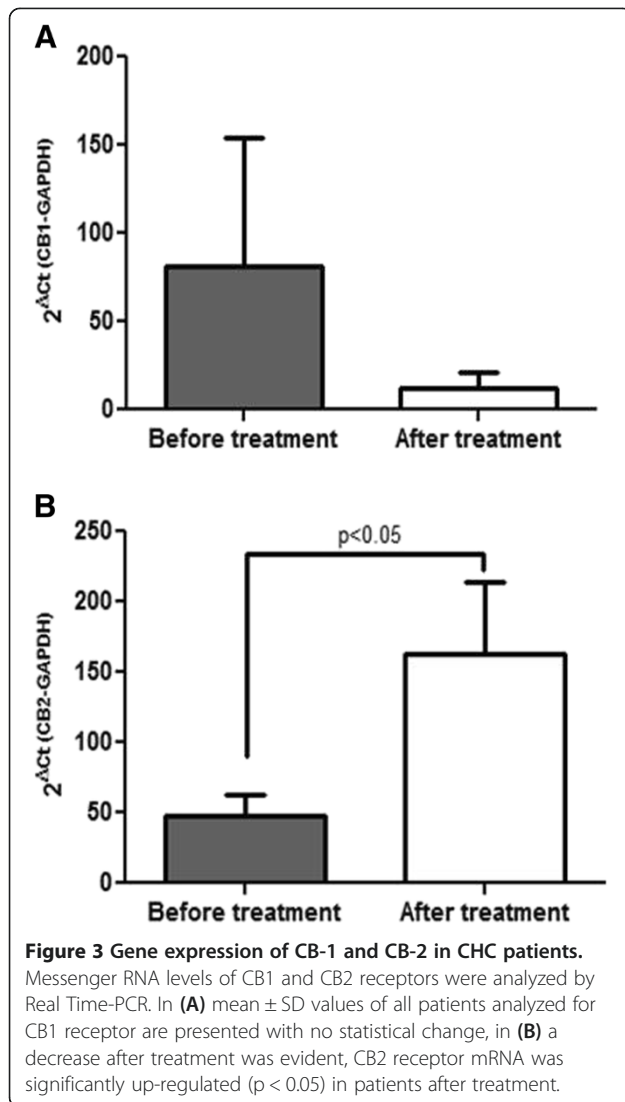 A
200
150
100
50
0
2^ΔCt (CB1-GAPDH)
Before treatment After treatment
B
250
200
150
100
50
0
2^ΔCt (CB2-GAPDH)
p<0.05
Before treatment After treatment
Figure 3 Gene expression of CB-1 and CB-2 in CHC patients.
Messenger RNA levels of CB1 and CB2 receptors were analyzed by
Real Time-PCR. In (A) mean ± SD values of all patients analyzed for
CB1 receptor are presented with no statistical change, in (B) a
decrease after treatment was evident, CB2 receptor mRNA was
significantly up-regulated (p < 0.05) in patients after treatment.